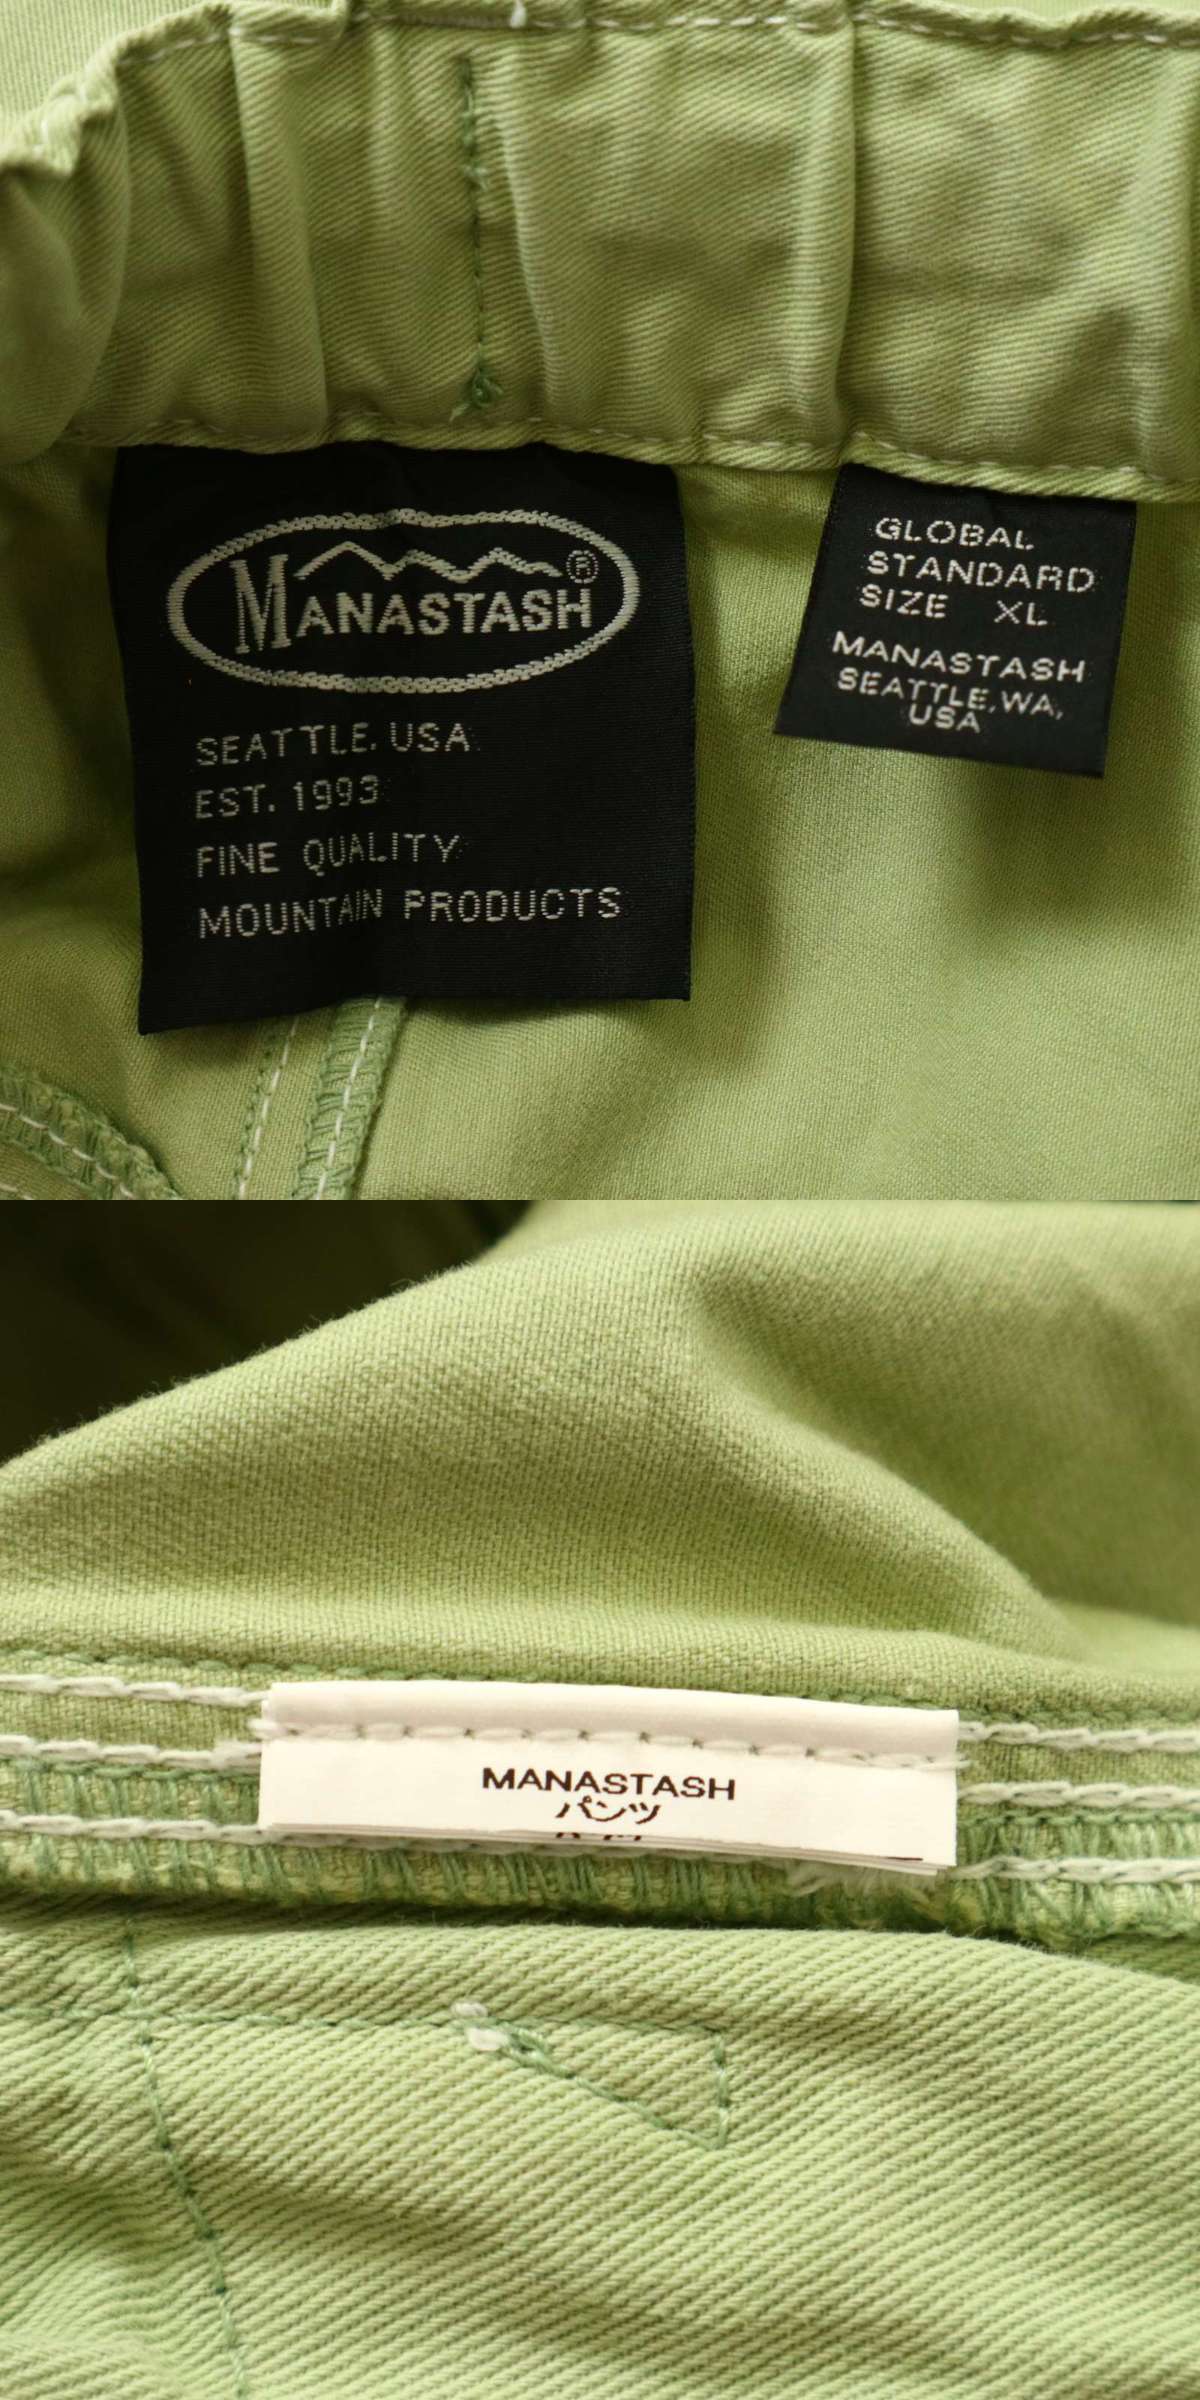 MANASTASH ®
SEATTLE, USA
EST. 1993
FINE QUALITY
MOUNTAIN PRODUCTS
GLOBAL
STANDARD
SIZE XL
MANASTASH
SEATTLE, WA,
USA
MANASTASH
パンツ